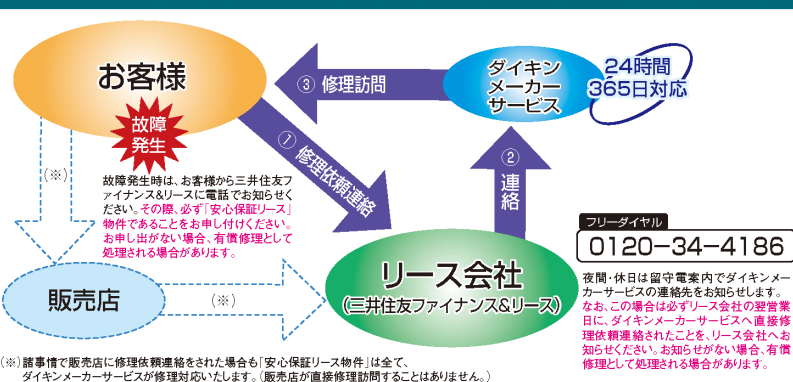 お客様
故障
発生
③ 修理訪問
ダイキン
メーカー
サービス
24時間
365日対応
① 修理依頼連絡
②連絡
(※)
故障発生時は、お客様から三井住友フ
ァイナンス&リースに電話でお知らせく
ださい。その際、必ず「安心保証リース」
物件であることをお申し付けください。
お申し出がない場合、有償修理として
処理される場合があります。
販売店
(※)
リース会社
(三井住友ファイナンス&リース)
フリーダイヤル
0120-34-4186
夜間・休日は留守電案内でダイキンメー
カーサービスの連絡先をお知らせします。
なお、この場合は必ずリース会社の翌営業
日に、ダイキンメーカーサービスへ直接修
理依頼連絡されたことを、リース会社へお
知らせください。お知らせがない場合、有償
修理として処理される場合があります。
(※)諸事情で販売店に修理依頼連絡をされた場合も「安心保証リース物件」は全て、
ダイキンメーカーサービスが修理対応いたします。(販売店が直接修理訪問することはありません。)